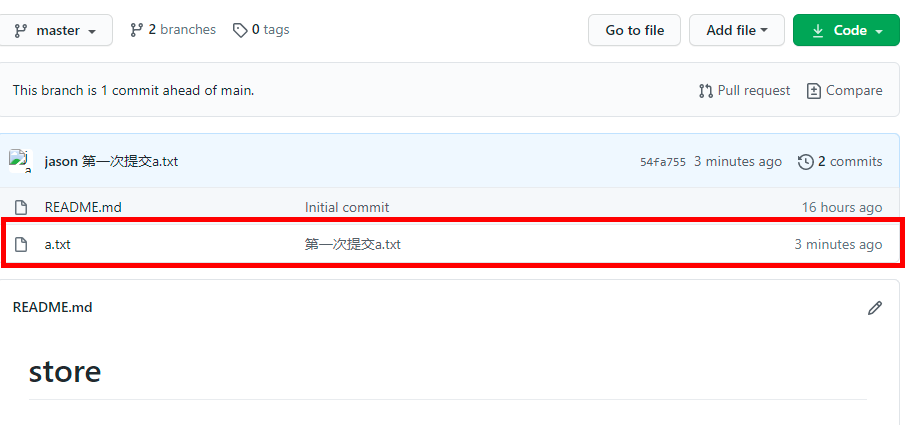 master 2 branches 0 tags Go to file Add file Code
This branch is 1 commit ahead of main. Pull request Compare
jason 第一次提交a.txt 54fa755 3 minutes ago 2 commits
README.md Initial commit 16 hours ago
a.txt 第一次提交a.txt 3 minutes ago
README.md
store